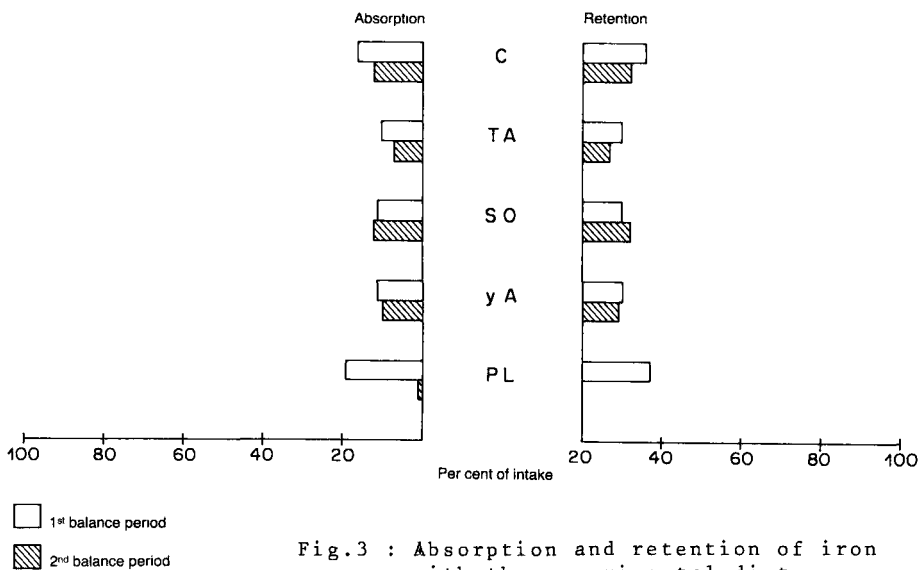 Absorption
Retention
C
TA
SO
yA
PL
100 80 60 40 20
20 40 60 80 100
Per cent of intake
1st balance period
2nd balance period
Fig.3 : Absorption and retention of iron